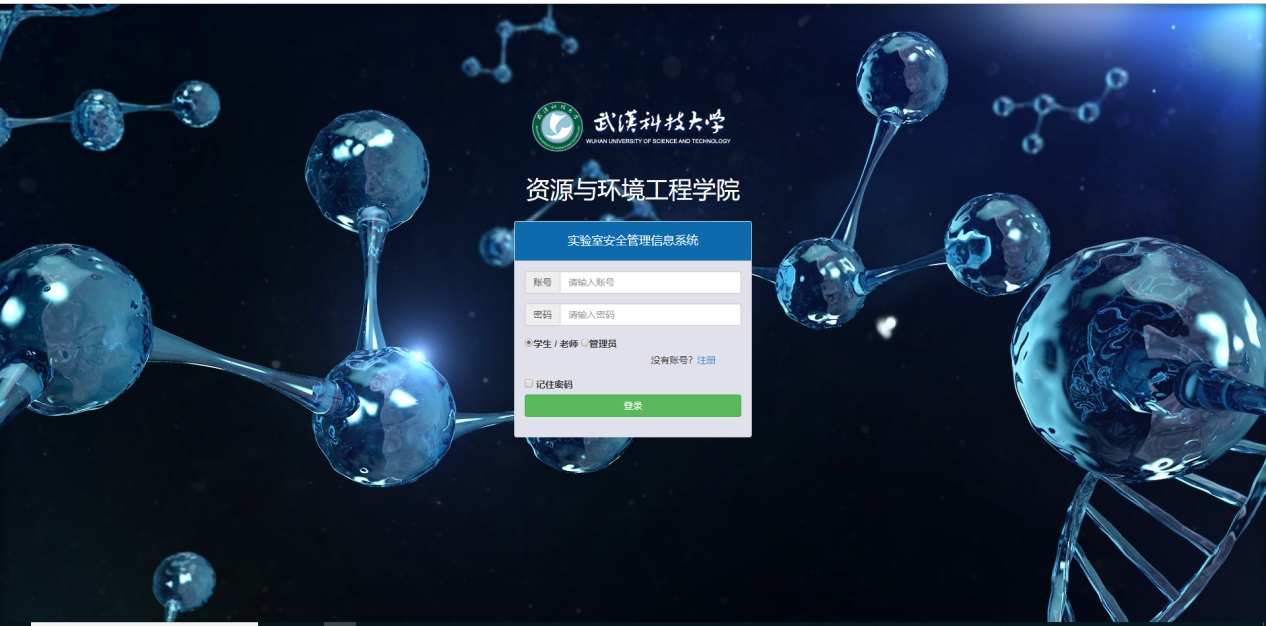 武汉科技大学
WUHAN UNIVERSITY OF SCIENCE AND TECHNOLOGY
资源与环境工程学院
实验室安全管理信息系统
账号 请输入账号
密码 请输入密码
学生 / 老师 管理员
没有账号? 注册
记住密码
登录